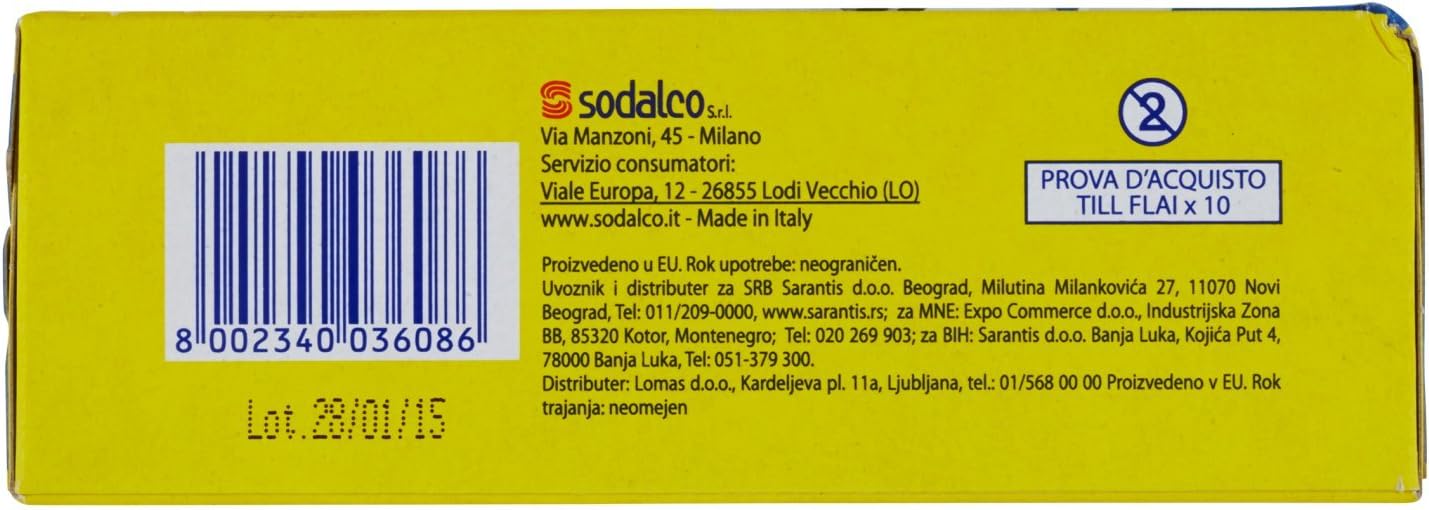 sodalco S.r.l.
Via Manzoni, 45 - Milano
Servizio consumatori:
Viale Europa, 12 - 26855 Lodi Vecchio (LO)
www.sodalco.it - Made in Italy
2
PROVA D'ACQUISTO
TILL FLAI x 10
Proizvedeno u EU. Rok upotrebe: neograničen.
Uvoznik i distributer za SRB Sarantis d.o.o. Beograd, Milutina Milankovića 27, 11070 Novi
Beograd, Tel: 011/209-0000, www.sarantis.rs; za MNE: Expo Commerce d.o.o., Industrijska Zona
BB, 85320 Kotor, Montenegro; Tel: 020 269 903; za BIH: Sarantis d.o.o. Banja Luka, Kojića Put 4,
78000 Banja Luka, Tel: 051-379 300.
Distributer: Lomas d.o.o., Kardeljeva pl. 11a, Ljubljana, tel.: 01/568 00 00 Proizvedeno v EU. Rok
trajanja: neomejen
8 002340 036086
Lot. 28/01/15